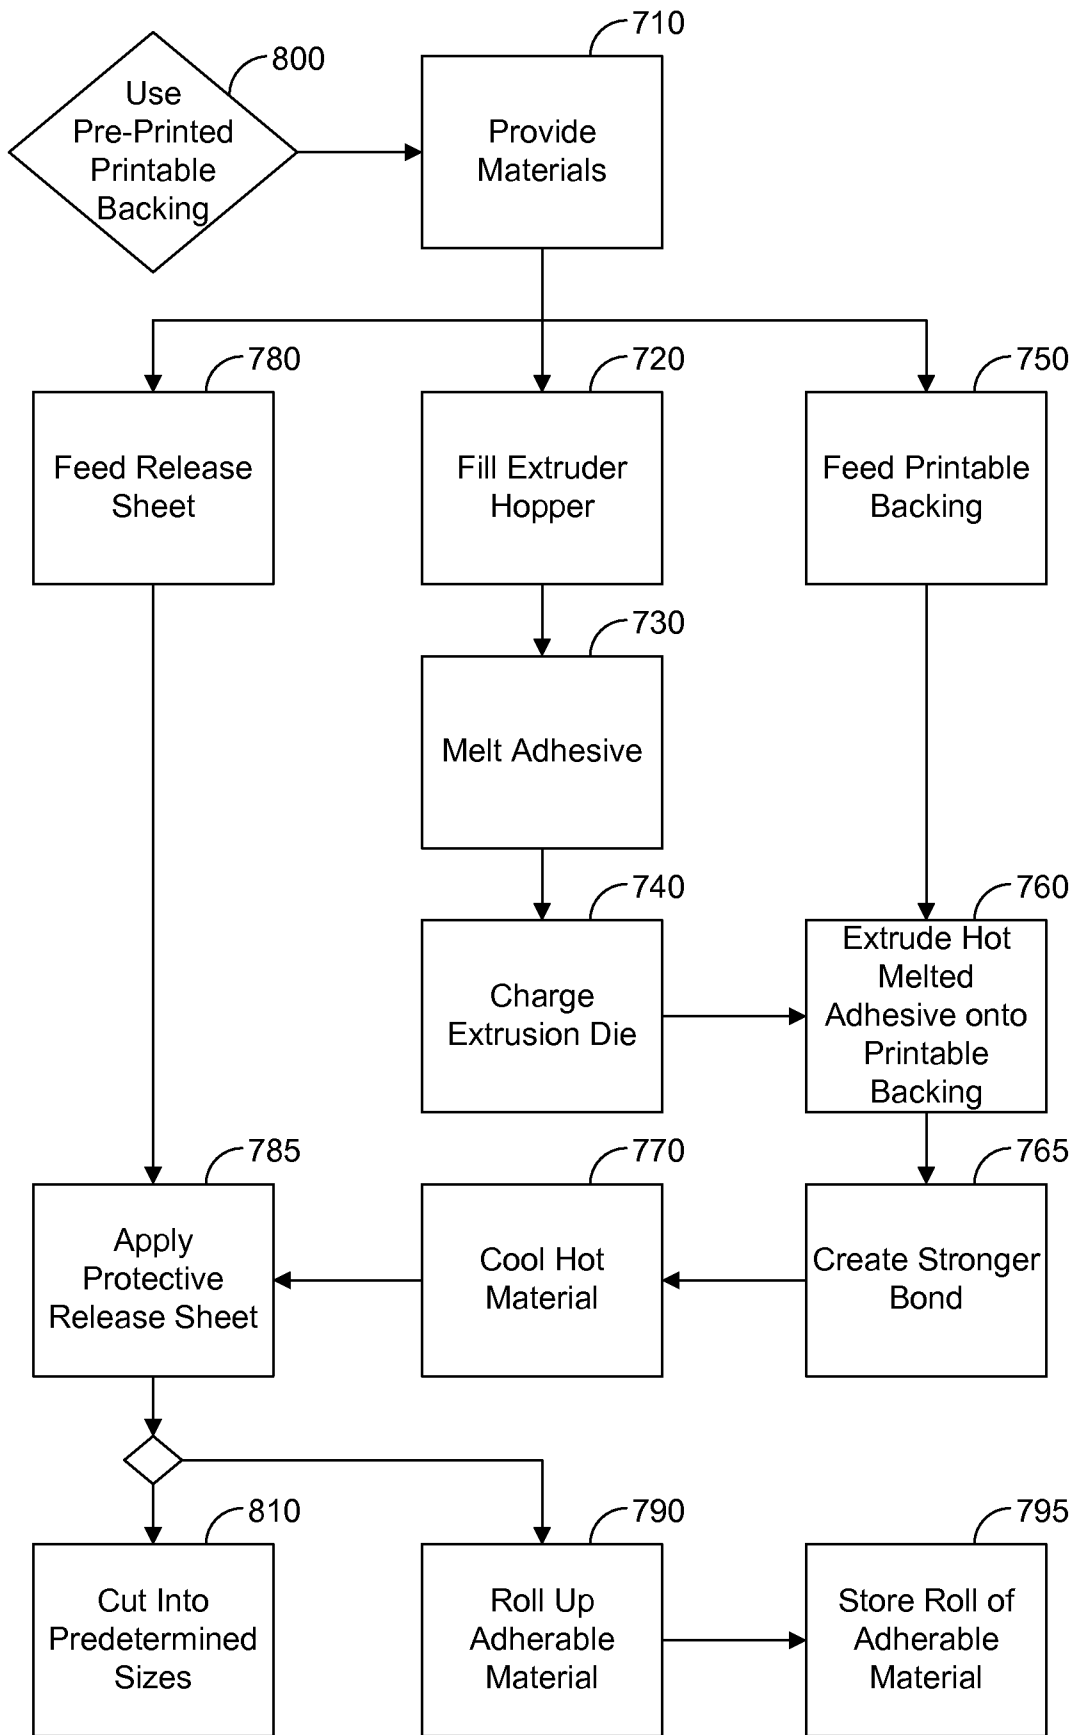 800
Use
Pre-Printed
Printable
Backing
710
Provide
Materials
780
Feed Release
Sheet
720
Fill Extruder
Hopper
750
Feed Printable
Backing
730
Melt Adhesive
740
Charge
Extrusion Die
760
Extrude Hot
Melted
Adhesive onto
Printable
Backing
785
Apply
Protective
Release Sheet
770
Cool Hot
Material
765
Create Stronger
Bond
810
Cut Into
Predetermined
Sizes
790
Roll Up
Adherable
Material
795
Store Roll of
Adherable
Material